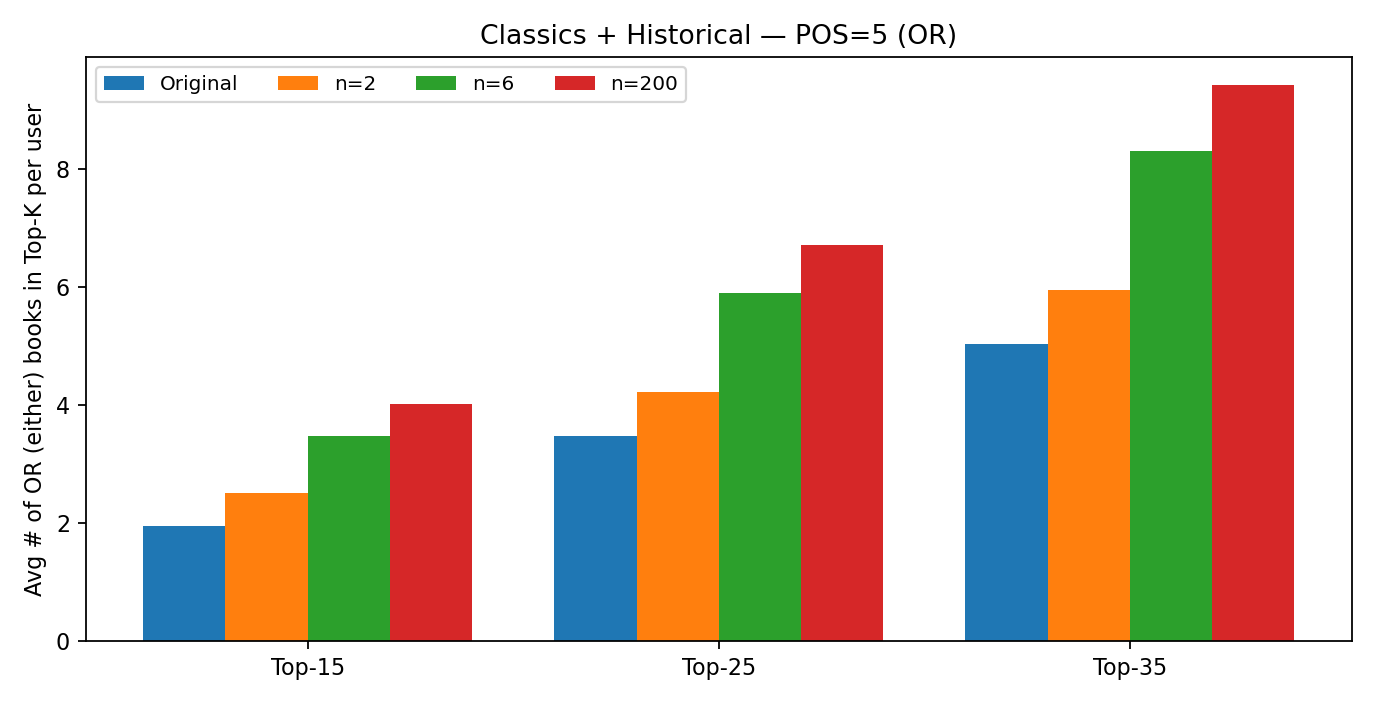 Classics + Historical — POS=5 (OR)
Original n=2 n=6 n=200
Avg # of OR (either) books in Top-K per user
8
6
4
2
0
Top-15 Top-25 Top-35